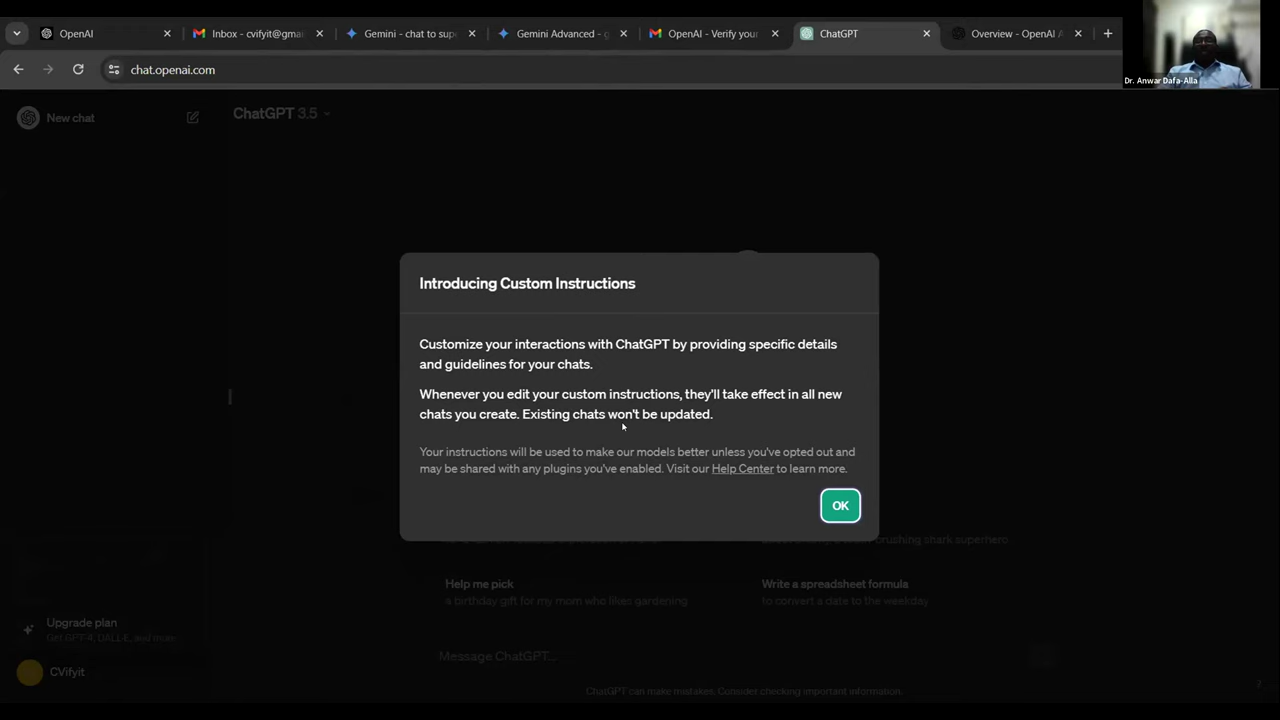 OpenAI
Inbox - cvifyit@gmai
Gemini - chat to supe
Gemini Advanced - g
OpenAI - Verify your
ChatGPT
Overview - OpenAI A
chat.openai.com
Dr. Anwar Dafa-Alla
New chat
ChatGPT 3.5
Introducing Custom Instructions
Customize your interactions with ChatGPT by providing specific details
and guidelines for your chats.
Whenever you edit your custom instructions, they'll take effect in all new
chats you create. Existing chats won't be updated.
Your instructions will be used to make our models better unless you've opted out and
may be shared with any plugins you've enabled. Visit our Help Center to learn more.
OK
brushing shark superhero
Help me pick
Write a spreadsheet formula
a birthday gift for my mom who likes gardening
to convert a date to the weekday
Upgrade plan
Get GPT-4, DALL-E, and more
CVifyit
Message ChatGPT...
ChatGPT can make mistakes. Consider checking important information.
2